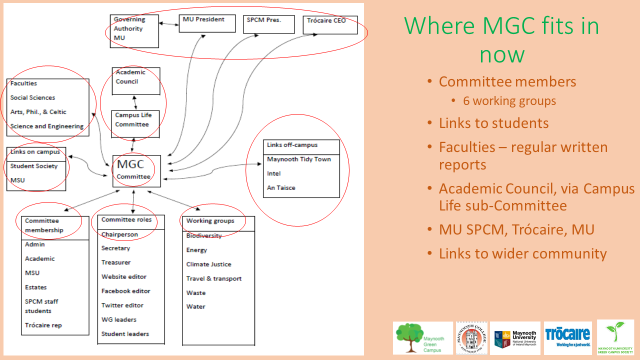 Governing
Authority
MU
MU President
SPCM Pres.
Trócaire CEO
Academic
Council
Campus Life
Committee
Faculties
Social Sciences
Arts, Phil., & Celtic
Science and Engineering
Links on campus
Student Society
MSU
MGC
Committee
Links off-campus
Maynooth Tidy Town
Intel
An Taisce
Committee
membership
Admin
Academic
MSU
Estates
SPCM staff
students
Trócaire rep
Committee roles
Chairperson
Secretary
Treasurer
Website editor
Facebook editor
Twitter editor
WG leaders
Student leaders
Working groups
Biodiversity
Energy
Climate Justice
Travel & transport
Waste
Water
Where MGC fits in
now
• Committee members
• 6 working groups
• Links to students
• Faculties – regular written
reports
• Academic Council, via Campus
Life sub-Committee
• MU SPCM, Trócaire, MU
• Links to wider community
Maynooth
Green
Campus
Maynooth
University
Trócaire
Working for a just world.